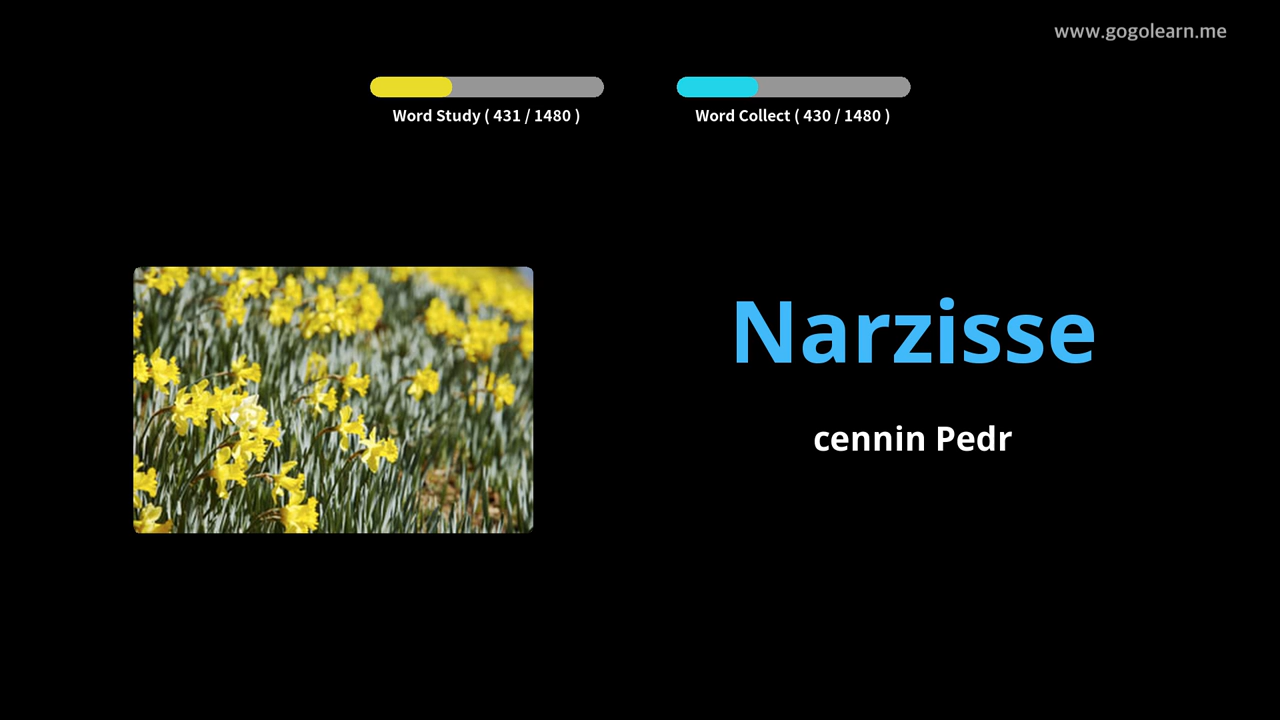 www.gogolearn.me
Word Study ( 431 / 1480 )
Word Collect ( 430 / 1480 )
Narzisse
cennin Pedr